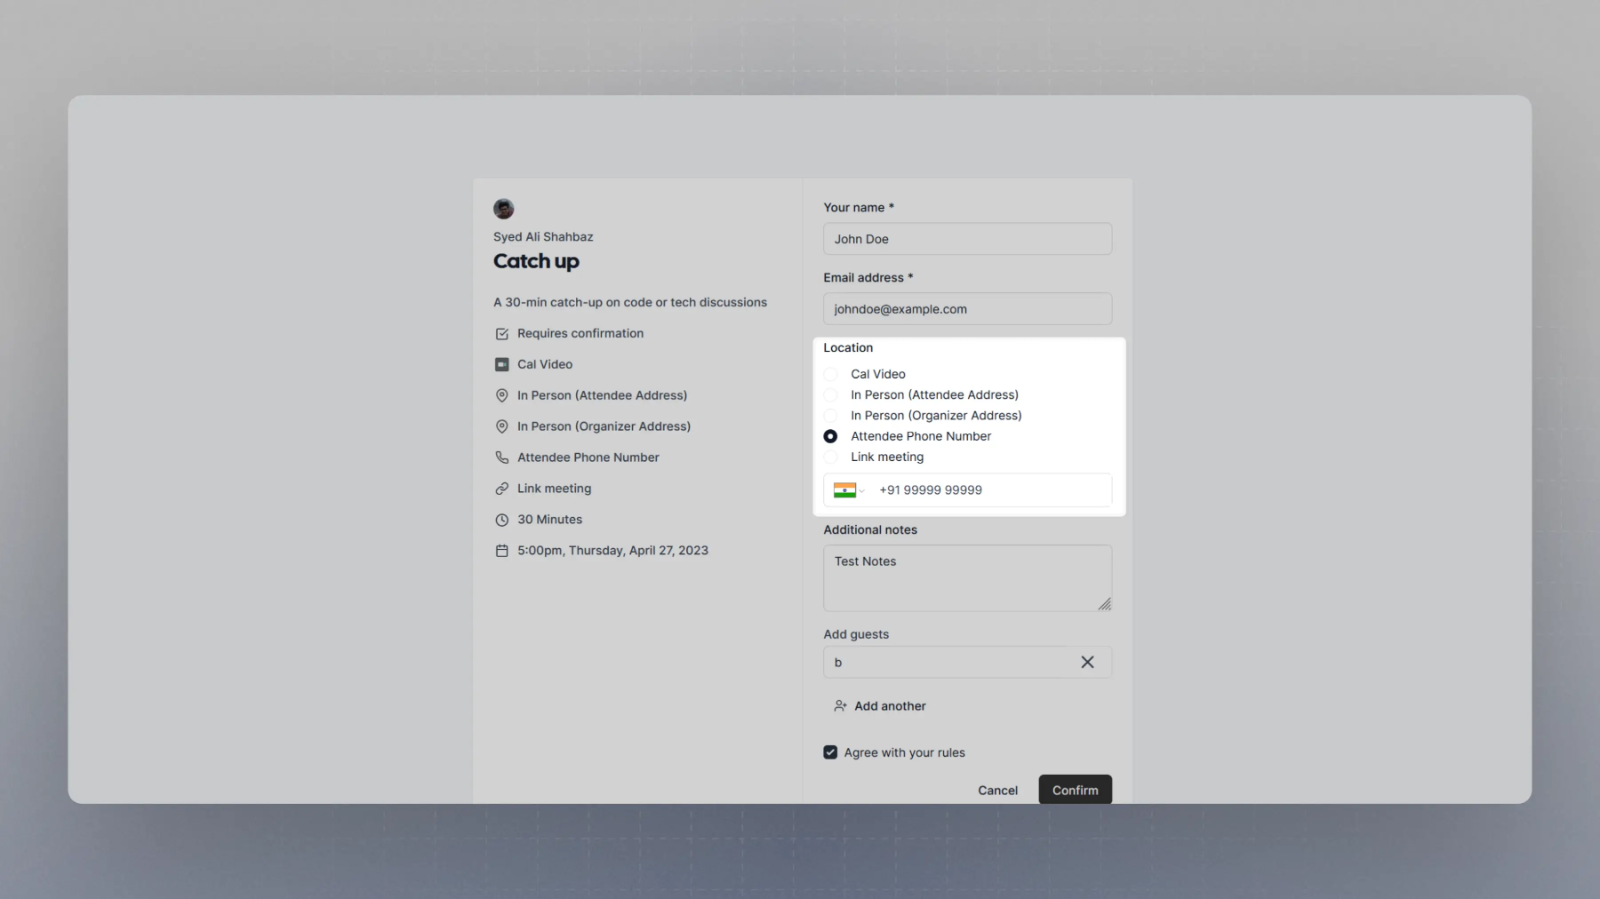 Syed Ali Shahbaz
Catch up
A 30-min catch-up on code or tech discussions
Requires confirmation
Cal Video
In Person (Attendee Address)
In Person (Organizer Address)
Attendee Phone Number
Link meeting
30 Minutes
5:00pm, Thursday, April 27, 2023
Your name *
John Doe
Email address *
johndoe@example.com
Location
Cal Video
In Person (Attendee Address)
In Person (Organizer Address)
Attendee Phone Number
Link meeting
+91 99999 99999
Additional notes
Test Notes
Add guests
b
Add another
Agree with your rules
Cancel
Confirm